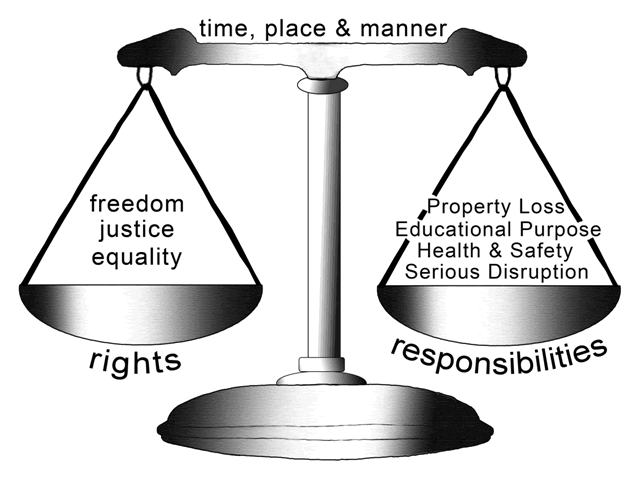 time, place & manner
freedom
justice
equality
Property Loss
Educational Purpose
Health & Safety
Serious Disruption
rights
responsibilities